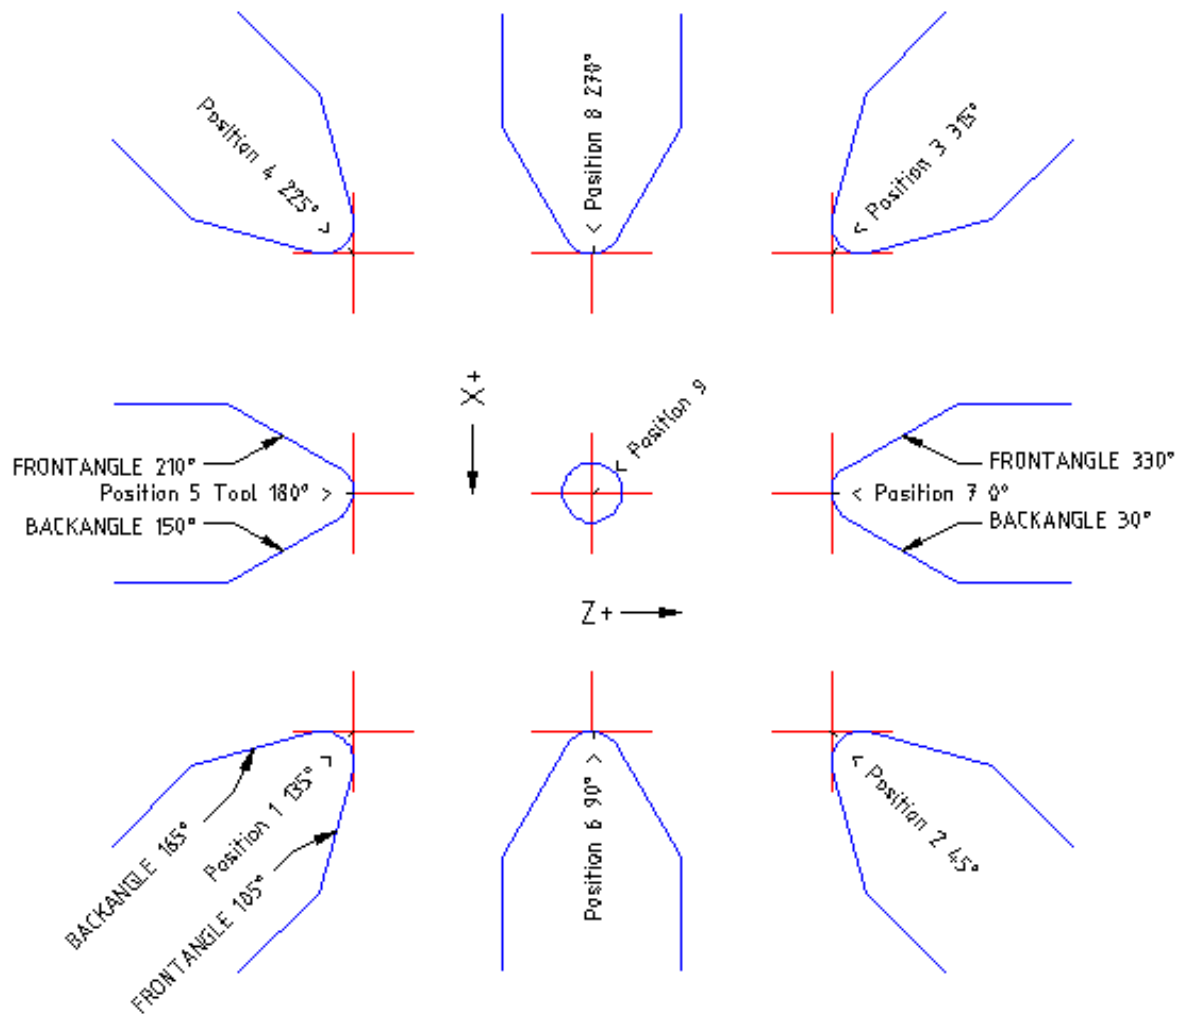 Position 4 225° >
< Position 8 270°
< Position 3 315°
X+
< Position 9
FRONTANGLE 210°
Position 5 Tool 180° >
BACKANGLE 150°
FRONTANGLE 330°
< Position 7 0°
BACKANGLE 30°
Z+
BACKANGLE 165°
Position 1 135° >
FRONTANGLE 105°
Position 6 90° >
< Position 2 45°